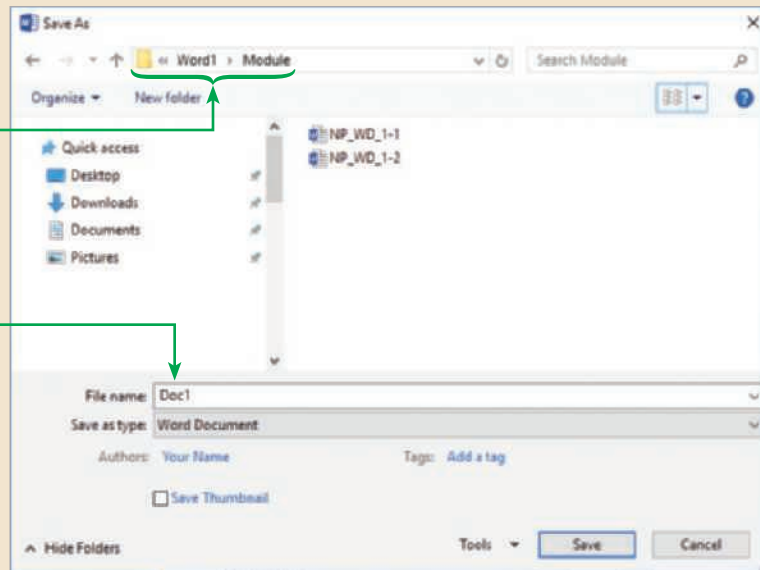 Save As
« Word1 › Module
Search Module
Organize
New folder
Quick access
Desktop
Downloads
Documents
Pictures
NP_WD_1-1
NP_WD_1-2
File name: Doc1
Save as type: Word Document
Authors: Your Name
Tags: Add a tag
Save Thumbnail
Hide Folders
Tools
Save
Cancel